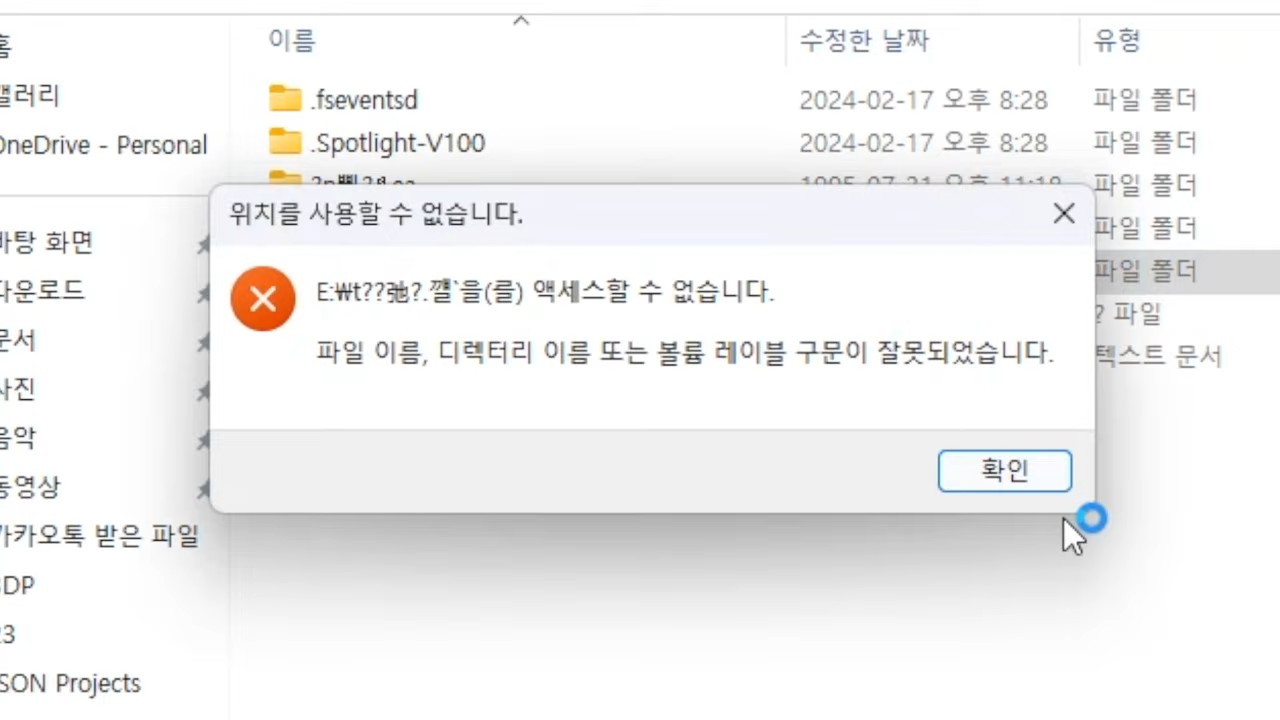 이름 수정한 날짜 유형
갤러리 .fseventsd 2024-02-17 오후 8:28 파일 폴더
OneDrive - Personal .Spotlight-V100 2024-02-17 오후 8:28 파일 폴더
파일 폴더
위치를 사용할 수 없습니다.
파일 폴더
바탕 화면
파일 폴더
다운로드
E:₩t??弛?.깰`을(를) 액세스할 수 없습니다.
? 파일
문서
파일 이름, 디렉터리 이름 또는 볼륨 레이블 구문이 잘못되었습니다.
텍스트 문서
사진
음악
확인
동영상
카카오톡 받은 파일
SON Projects